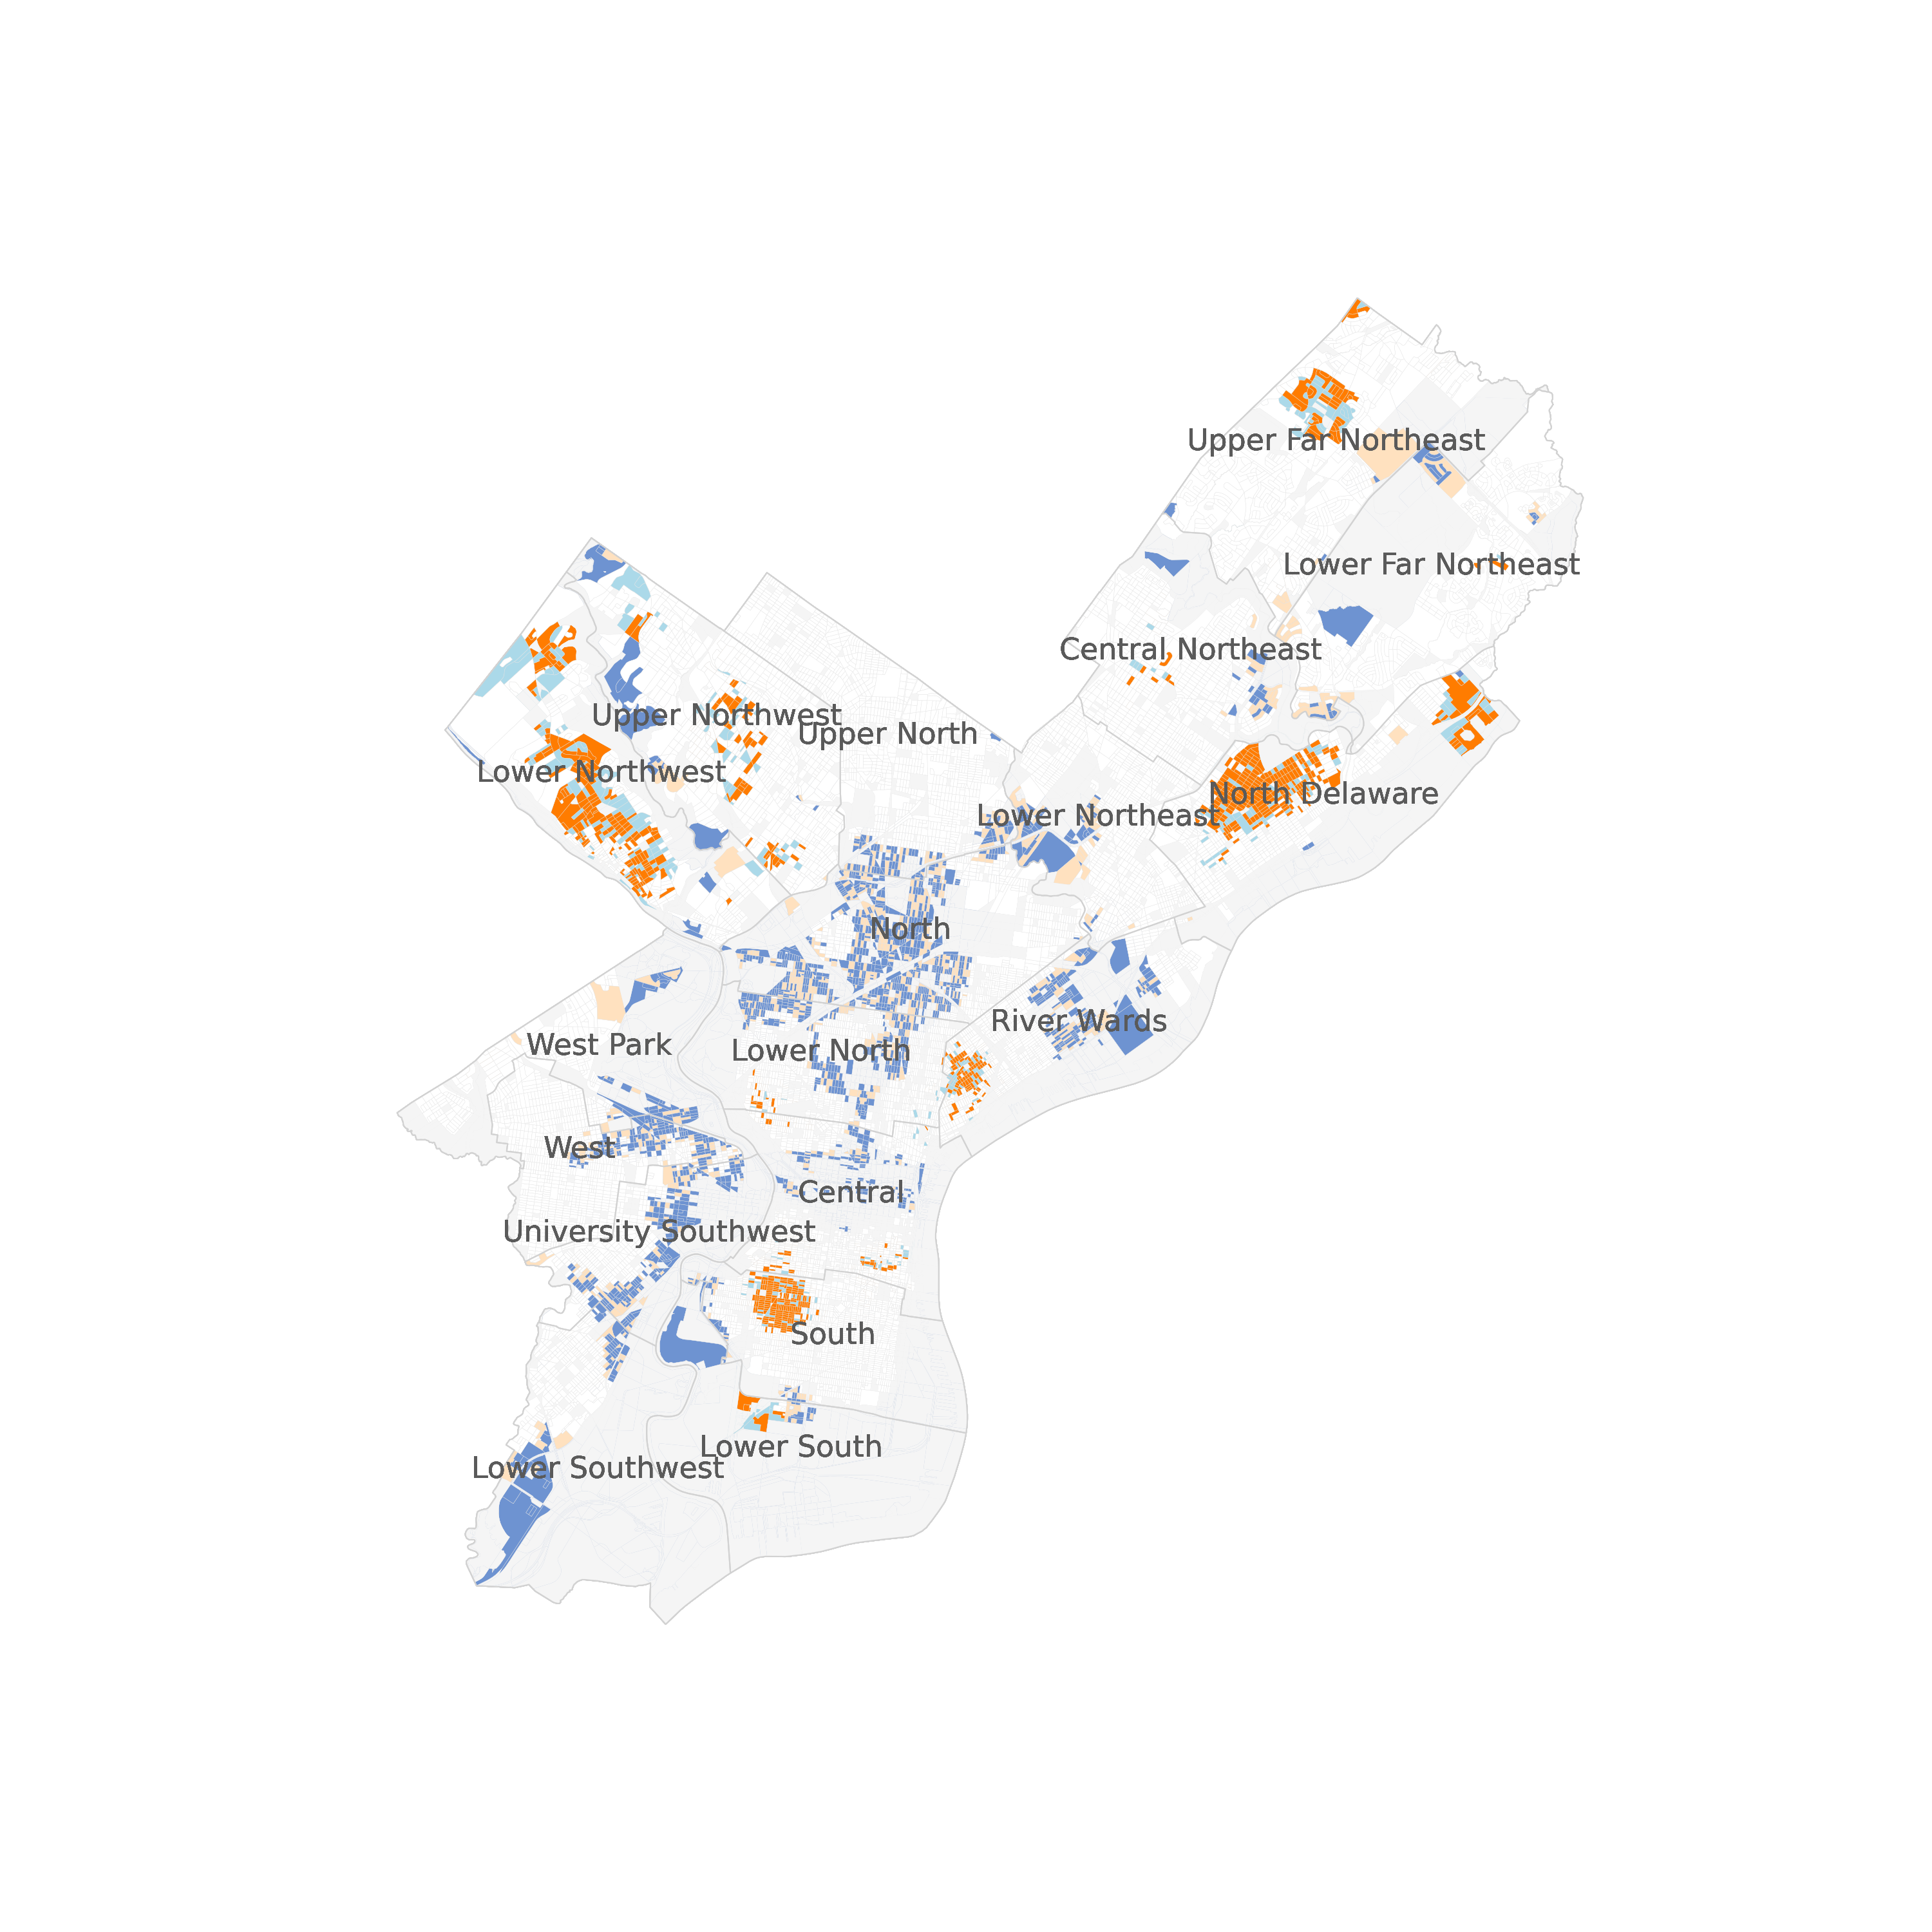 Upper Far Northeast
Lower Far Northeast
Central Northeast
Upper Northwest
Upper North
Lower Northwest
North Delaware
Lower Northeast
North
River Wards
West Park
Lower North
West
Central
University Southwest
South
Lower South
Lower Southwest